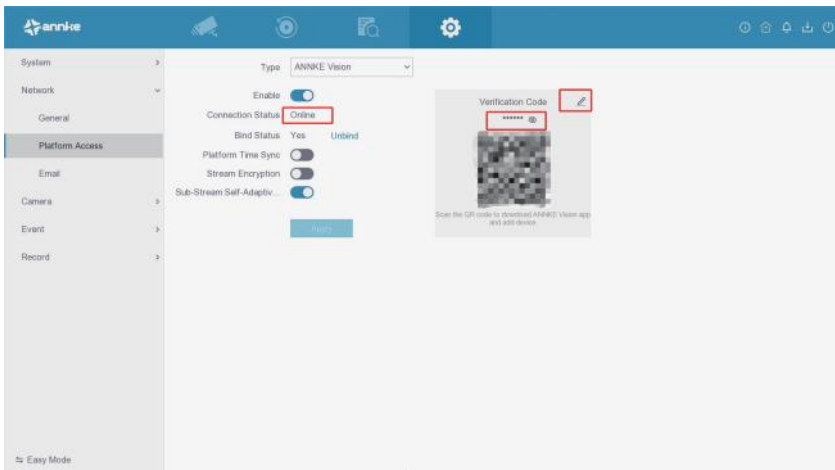 annke
System
Network
General
Platform Access
Email
Camera
Event
Record
Easy Mode
Type ANNKE Vision
Enable
Connection Status Online
Bind Status Yes Unbind
Platform Time Sync
Stream Encryption
Sub-Stream Self-Adaptiv...
Apply
Verification Code
******
Scan the QR code to download ANNKE Vision app
and add device.